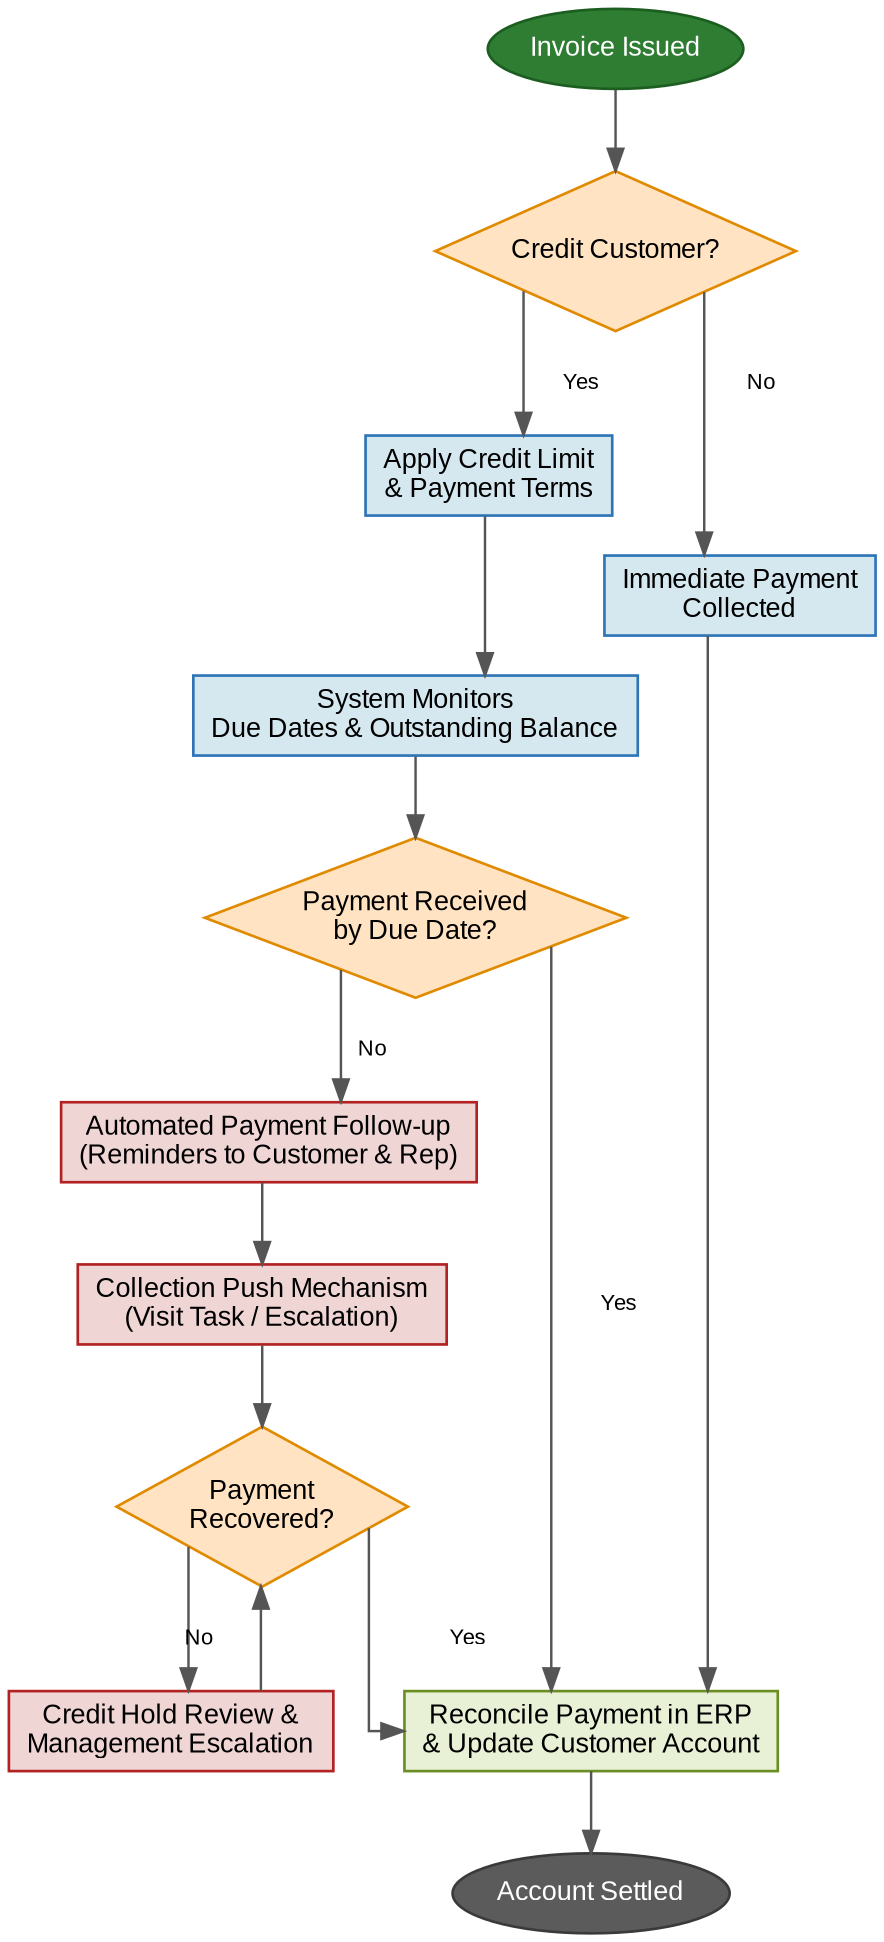 Invoice Issued
Credit Customer?
Yes
No
Apply Credit Limit
& Payment Terms
Immediate Payment
Collected
System Monitors
Due Dates & Outstanding Balance
Payment Received
by Due Date?
No
Automated Payment Follow-up
(Reminders to Customer & Rep)
Collection Push Mechanism
(Visit Task / Escalation)
Yes
Payment
Recovered?
No
Yes
Credit Hold Review &
Management Escalation
Reconcile Payment in ERP
& Update Customer Account
Account Settled